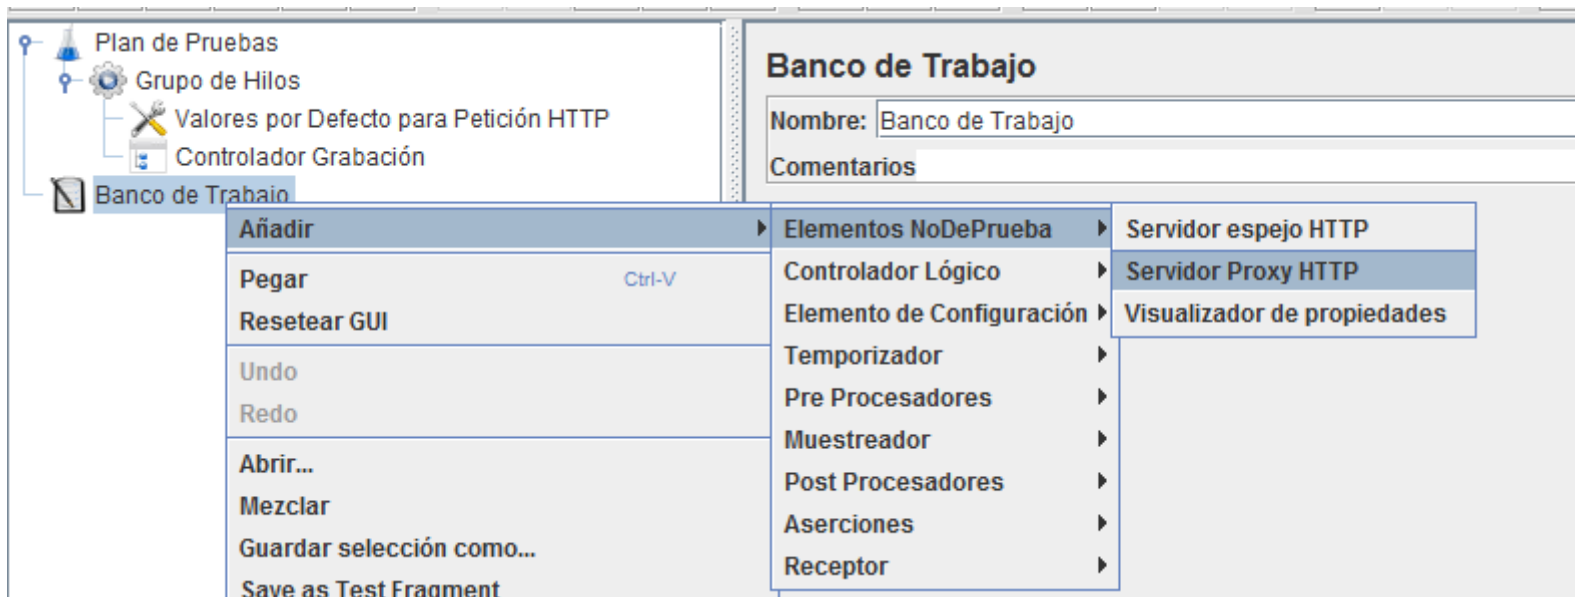 Plan de Pruebas
Grupo de Hilos
Valores por Defecto para Petición HTTP
Controlador Grabación
Banco de Trabajo
Banco de Trabajo
Nombre: Banco de Trabajo
Comentarios
Añadir
Pegar Ctrl-V
Resetear GUI
Undo
Redo
Abrir...
Mezclar
Guardar selección como...
Save as Test Fragment
Elementos NoDePrueba
Controlador Lógico
Elemento de Configuración
Temporizador
Pre Procesadores
Muestreador
Post Procesadores
Aserciones
Receptor
Servidor espejo HTTP
Servidor Proxy HTTP
Visualizador de propiedades